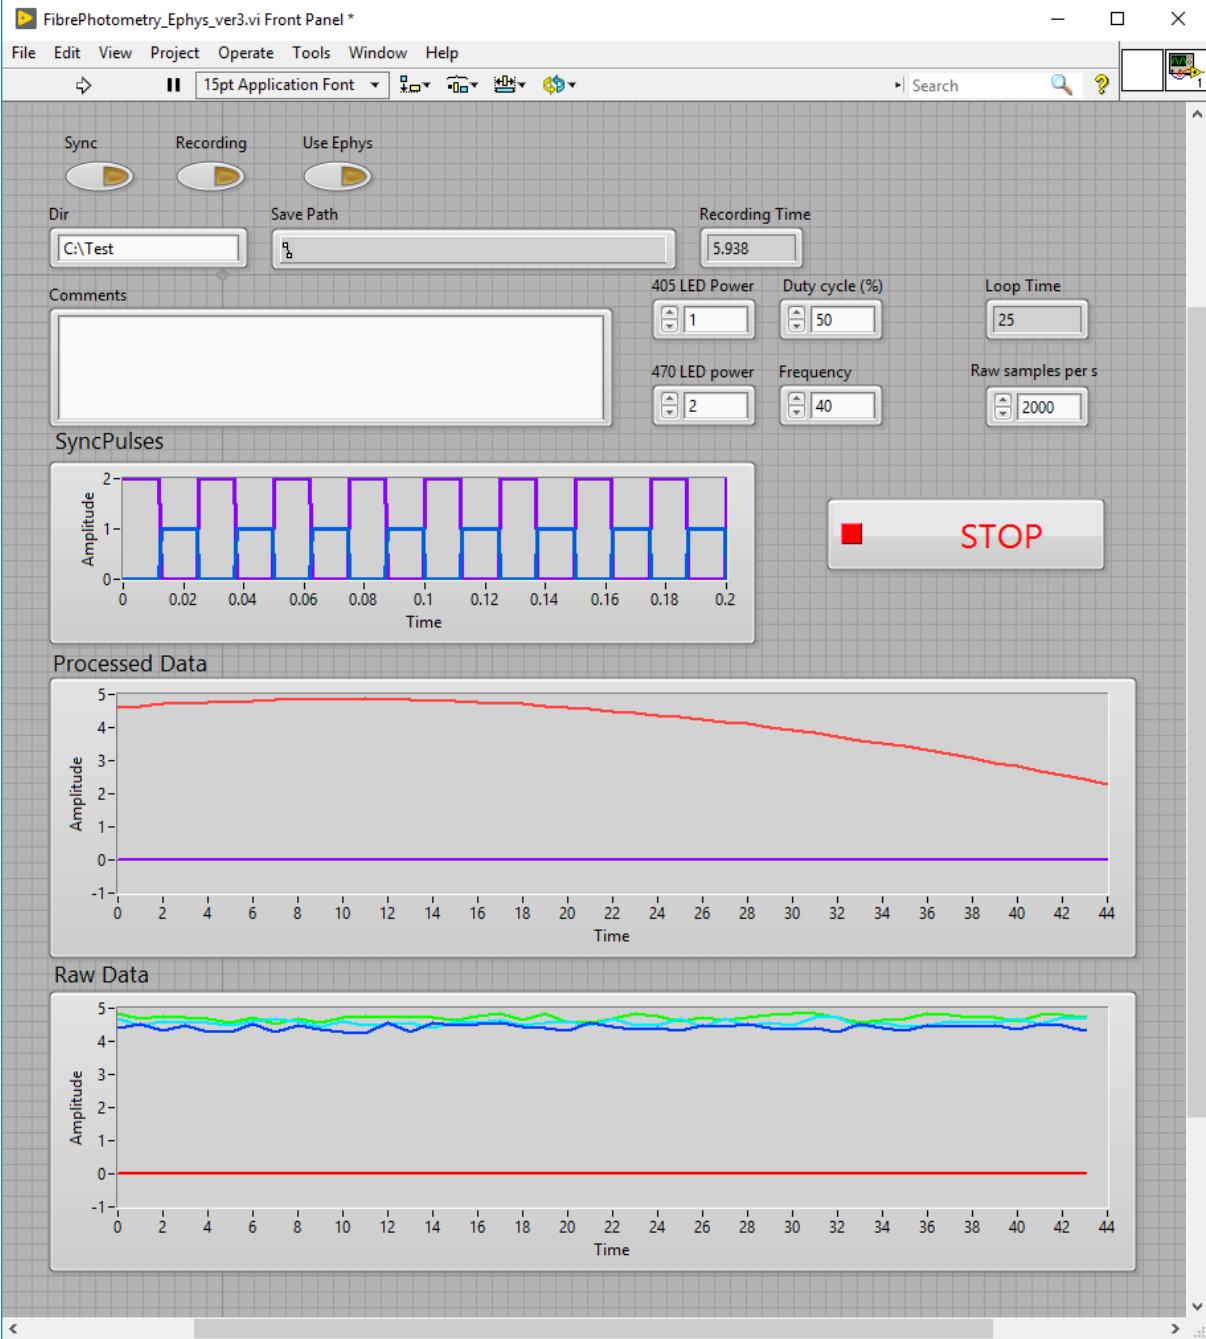 FibrePhotometry_Ephys_ver3.vi Front Panel *
File Edit View Project Operate Tools Window Help
15pt Application Font Search ? 1
Sync Recording Use Ephys
Dir Save Path Recording Time
C:\Test 5.938
Comments 405 LED Power Duty cycle (%) Loop Time
1 50 25
470 LED power Frequency Raw samples per s
2 40 2000
SyncPulses
Amplitude
2
1
0
0 0.02 0.04 0.06 0.08 0.1 0.12 0.14 0.16 0.18 0.2
Time
STOP
Processed Data
Amplitude
5
4
3
2
1
0
-1
0 2 4 6 8 10 12 14 16 18 20 22 24 26 28 30 32 34 36 38 40 42 44
Time
Raw Data
Amplitude
5
4
3
2
1
0
-1
0 2 4 6 8 10 12 14 16 18 20 22 24 26 28 30 32 34 36 38 40 42 44
Time